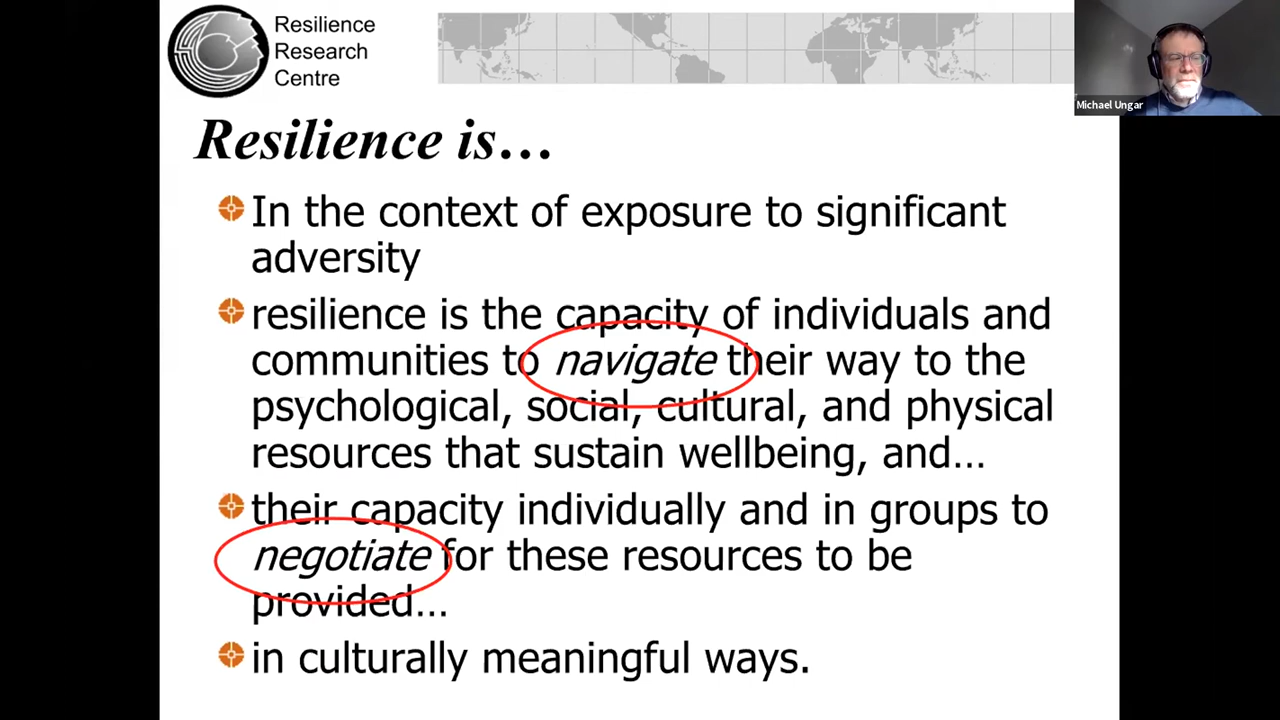 Resilience
Research
Centre
Michael Ungar
Resilience is…
In the context of exposure to significant
adversity
resilience is the capacity of individuals and
communities to navigate their way to the
psychological, social, cultural, and physical
resources that sustain wellbeing, and…
their capacity individually and in groups to
negotiate for these resources to be
provided…
in culturally meaningful ways.